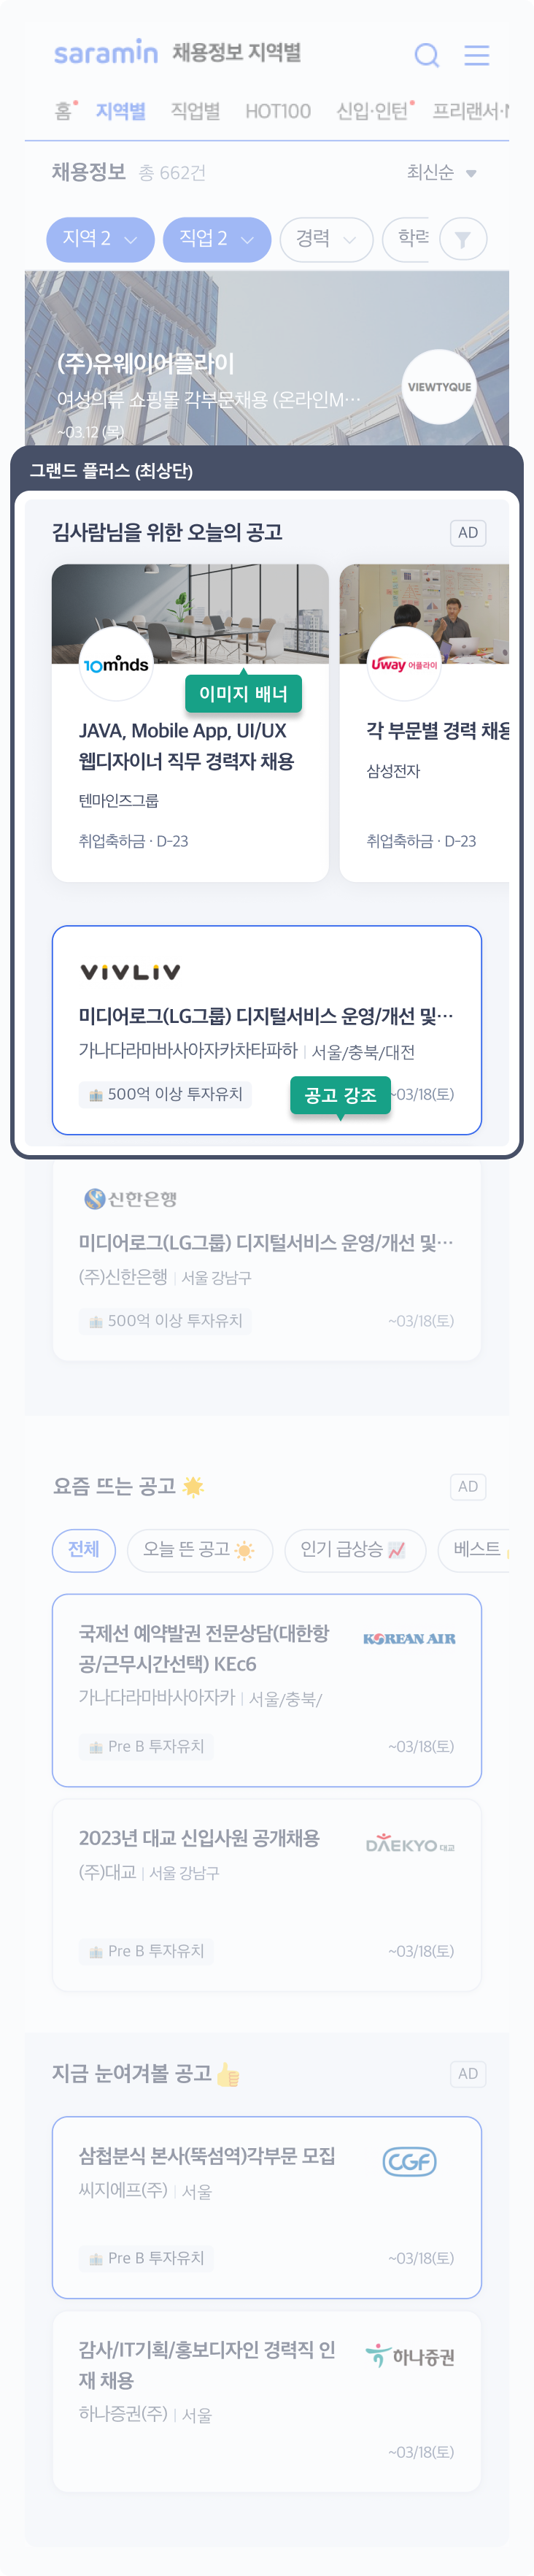 saramin 채용정보 지역별
홈 지역별 직업별 HOT100 신입·인턴 프리랜서·
채용정보 총 662건 최신순
지역 2 직업 2 경력 학력
(주)유웨이어플라이
여성의류 쇼핑몰 각부문채용 (온라인M…
~03.12 (목)
VIEWTYQUE
그랜드 플러스 (최상단)
김사람님을 위한 오늘의 공고 AD
10minds
Uway 어플라이
이미지 배너
JAVA, Mobile App, UI/UX
웹디자이너 직무 경력자 채용
텐마인즈그룹
취업축하금 · D-23
각 부문별 경력 채용
삼성전자
취업축하금 · D-23
VIVLIV
미디어로그(LG그룹) 디지털서비스 운영/개선 및…
가나다라마바사아자카차타파하 | 서울/충북/대전
500억 이상 투자유치 ~03/18(토)
공고 강조
신한은행
미디어로그(LG그룹) 디지털서비스 운영/개선 및…
(주)신한은행 | 서울 강남구
500억 이상 투자유치 ~03/18(토)
요즘 뜨는 공고 AD
전체 오늘 뜬 공고 인기 급상승 베스트
국제선 예약발권 전문상담(대한항
공/근무시간선택) KEc6
KOREAN AIR
가나다라마바사아자카 | 서울/충북/
Pre B 투자유치 ~03/18(토)
2023년 대교 신입사원 공개채용
DAEKYO 대교
(주)대교 | 서울 강남구
Pre B 투자유치 ~03/18(토)
지금 눈여겨볼 공고 AD
삼첩분식 본사(뚝섬역)각부문 모집
CGF
씨지에프(주) | 서울
Pre B 투자유치 ~03/18(토)
감사/IT기획/홍보디자인 경력직 인
재 채용
하나증권
하나증권(주) | 서울
~03/18(토)